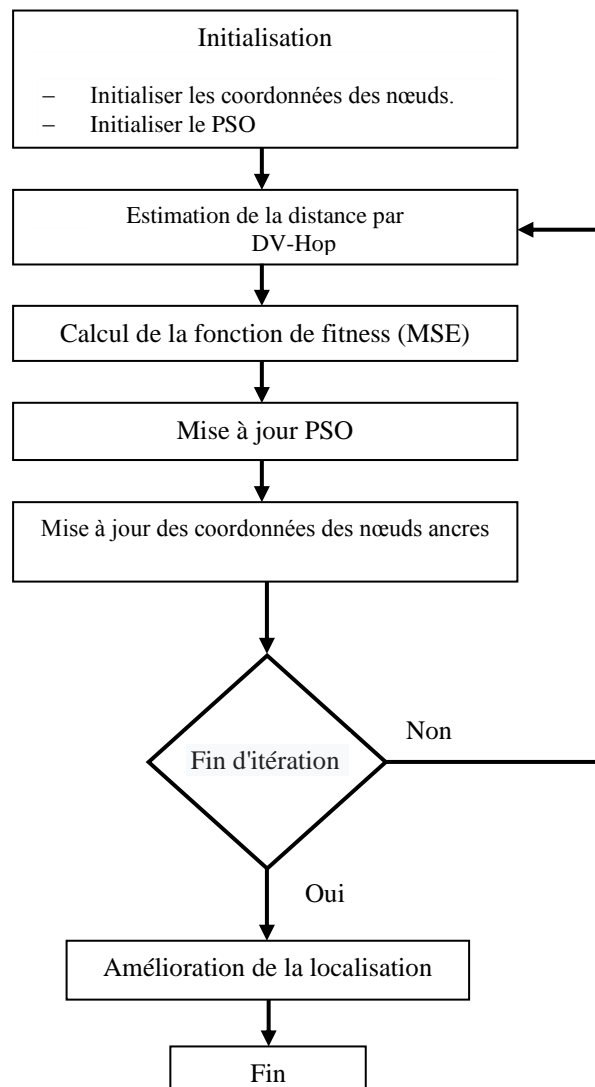 Initialisation
– Initialiser les coordonnées des nœuds.
– Initialiser le PSO
Estimation de la distance par
DV-Hop
Calcul de la fonction de fitness (MSE)
Mise à jour PSO
Mise à jour des coordonnées des nœuds ancres
Fin d'itération
Non
Oui
Amélioration de la localisation
Fin